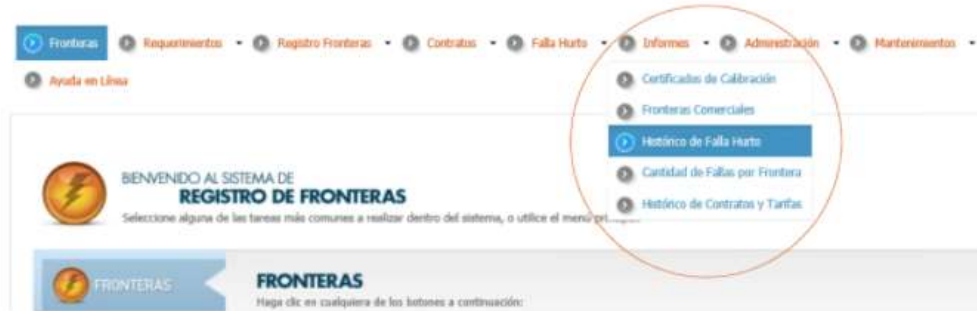 Fronteras Requerimientos Registro Fronteras Contratos Falla Hurto Informes Administración Mantenimientos
Ayuda en Línea
Certificados de Calibración
Fronteras Comerciales
Histórico de Falla Hurto
Cantidad de Fallas por Frontera
Histórico de Contratos y Tarifas
BIENVENIDO AL SISTEMA DE
REGISTRO DE FRONTERAS
Seleccione alguna de las tareas más comunes a realizar dentro del sistema, o utilice el menú
FRONTERAS
FRONTERAS
Haga clic en cualquiera de los botones a continuación: